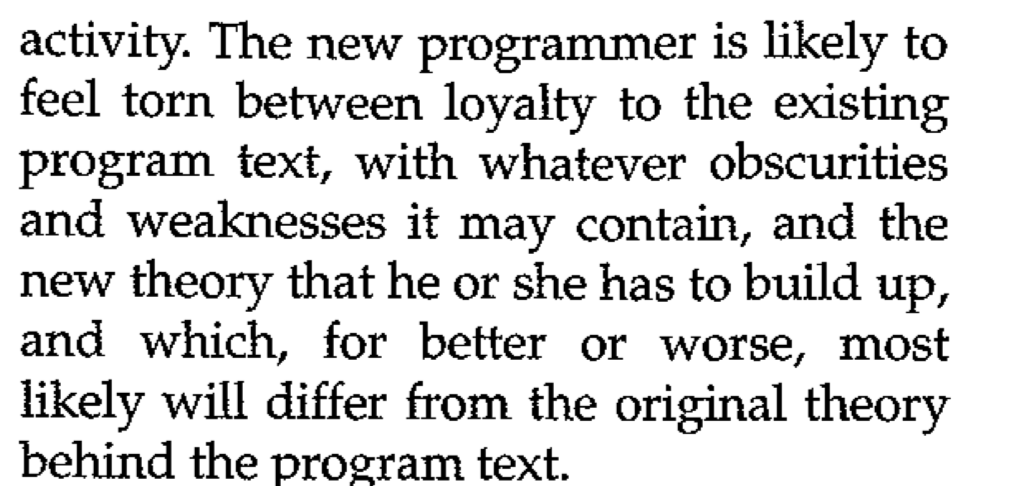 activity. The new programmer is likely to
feel torn between loyalty to the existing
program text, with whatever obscurities
and weaknesses it may contain, and the
new theory that he or she has to build up,
and which, for better or worse, most
likely will differ from the original theory
behind the program text.